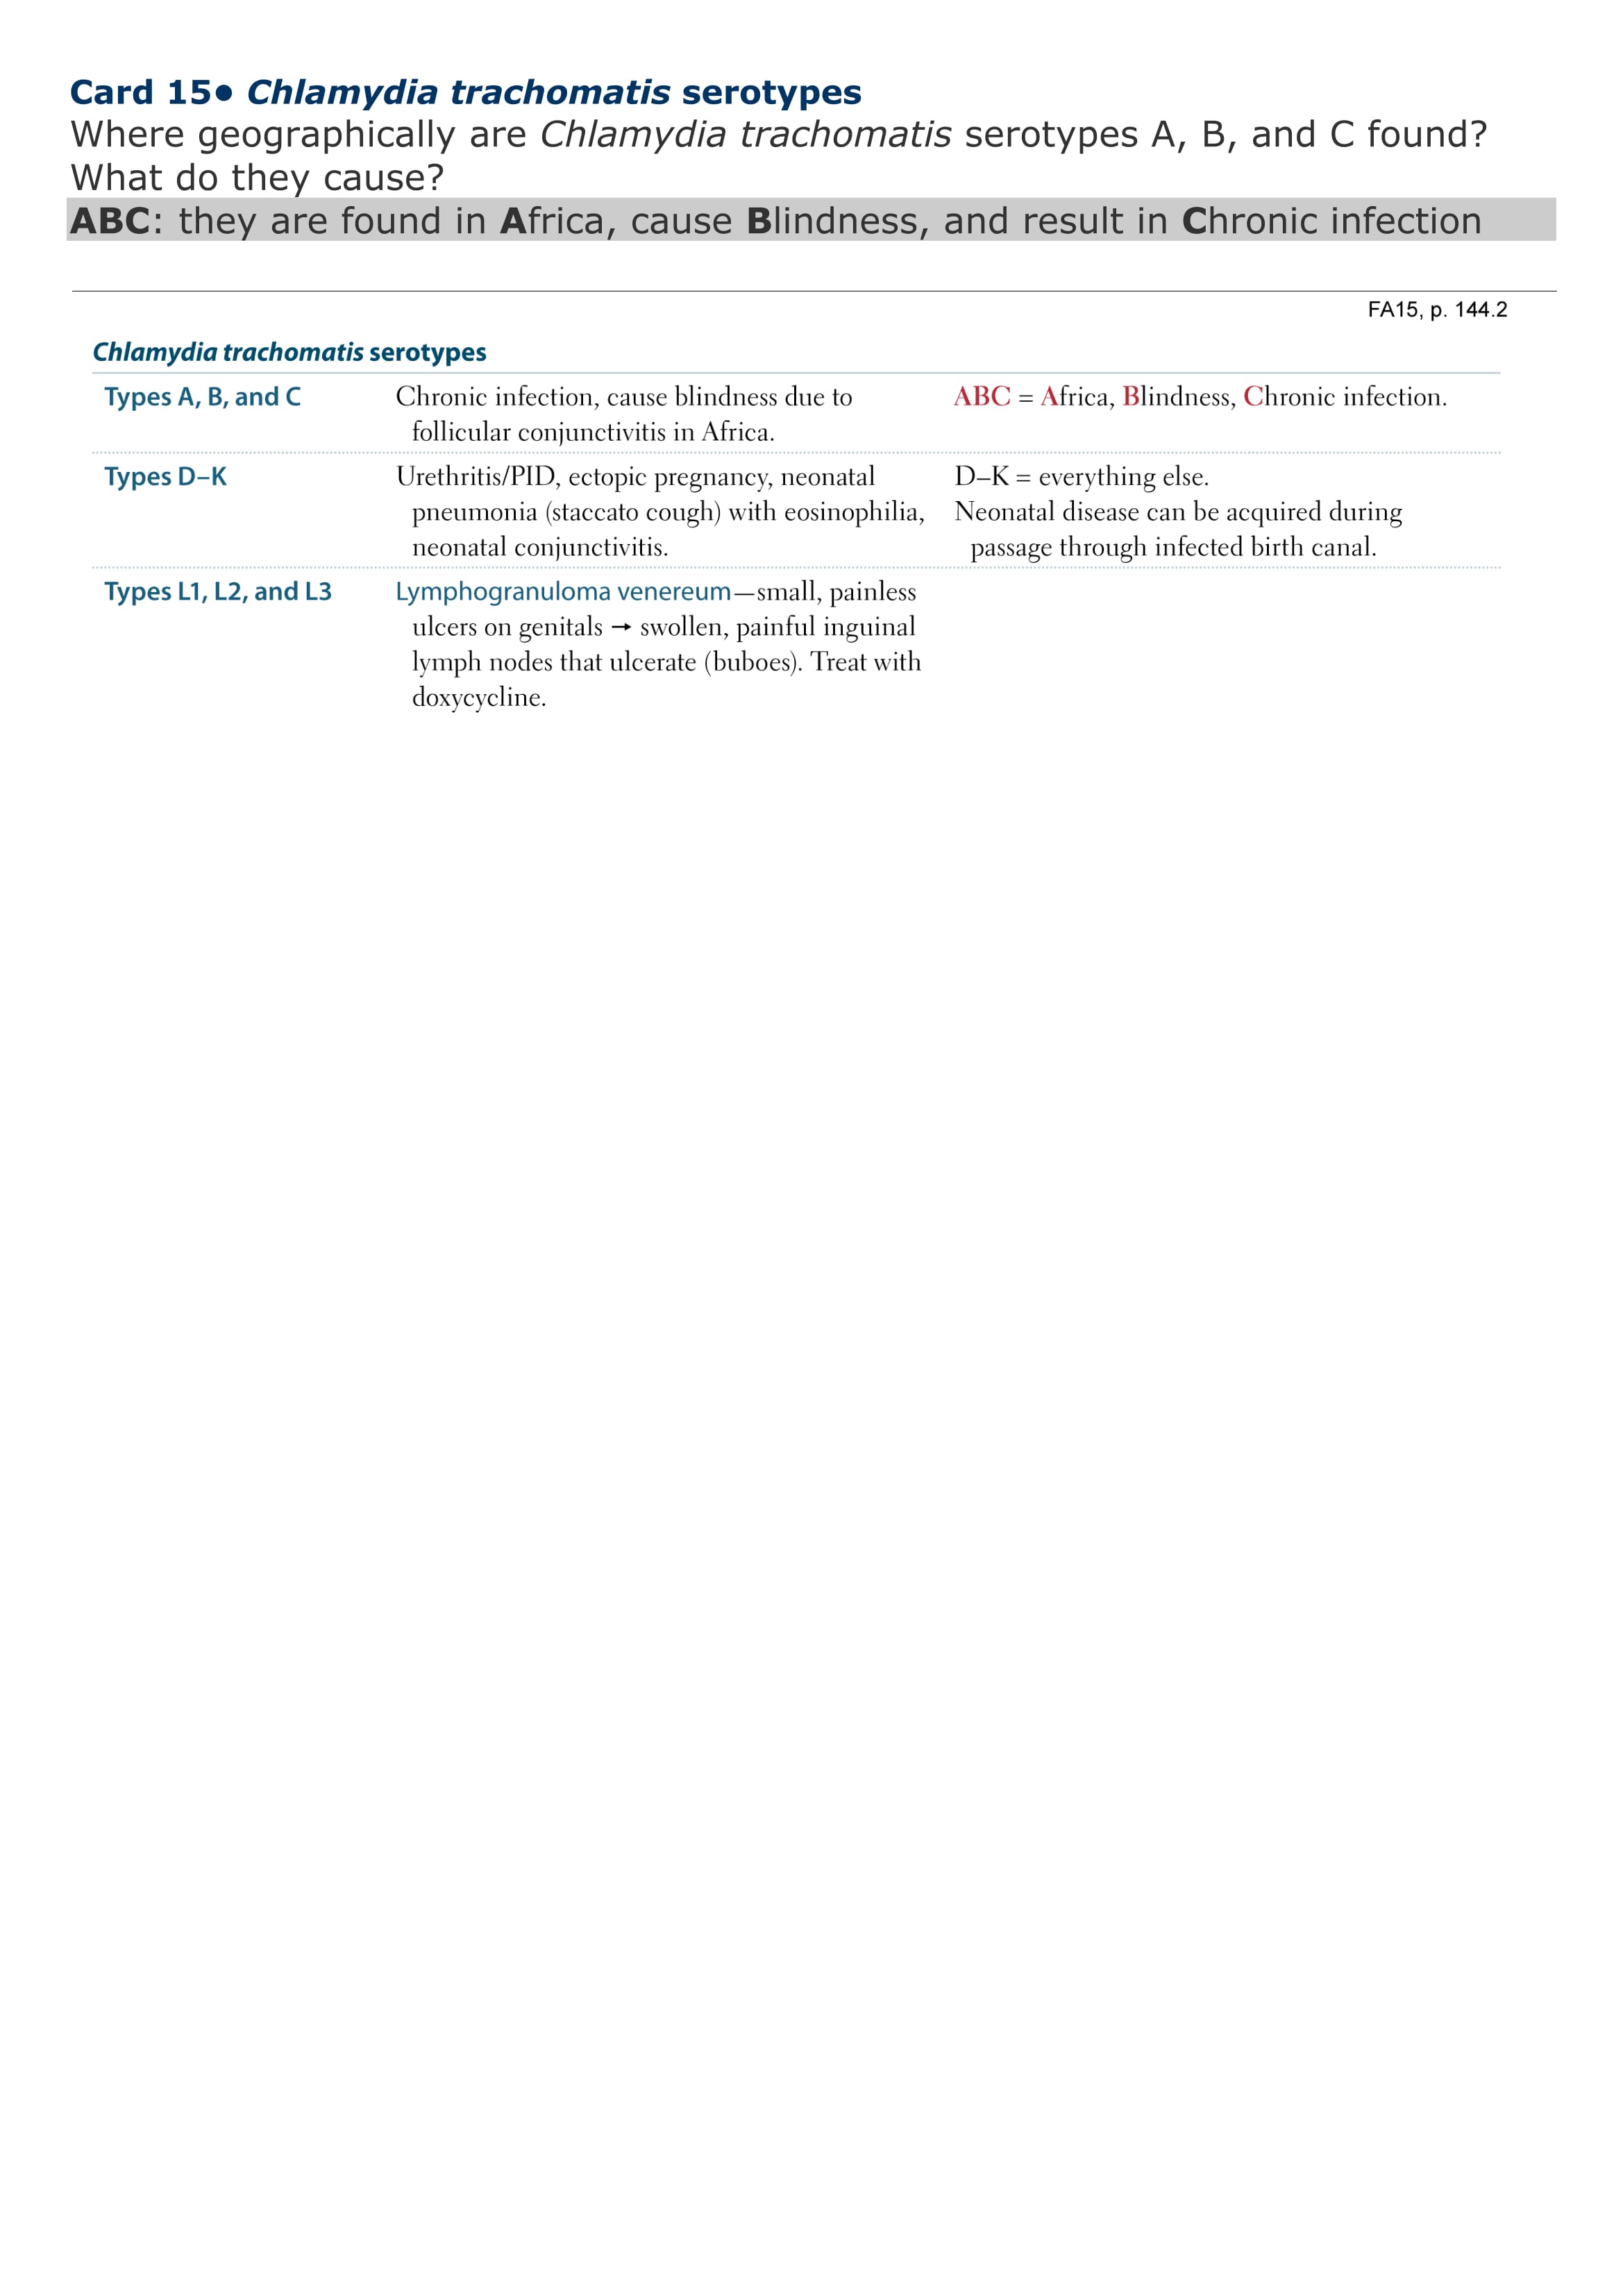 Card 15• Chlamydia trachomatis serotypes
Where geographically are Chlamydia trachomatis serotypes A, B, and C found?
What do they cause?
ABC: they are found in Africa, cause Blindness, and result in Chronic infection
FA15, p. 144.2
Chlamydia trachomatis serotypes
Types A, B, and C
Chronic infection, cause blindness due to
follicular conjunctivitis in Africa.
ABC = Africa, Blindness, Chronic infection.
Types D–K
Urethritis/PID, ectopic pregnancy, neonatal
pneumonia (staccato cough) with eosinophilia,
neonatal conjunctivitis.
D–K = everything else.
Neonatal disease can be acquired during
passage through infected birth canal.
Types L1, L2, and L3
Lymphogranuloma venereum—small, painless
ulcers on genitals → swollen, painful inguinal
lymph nodes that ulcerate (buboes). Treat with
doxycycline.